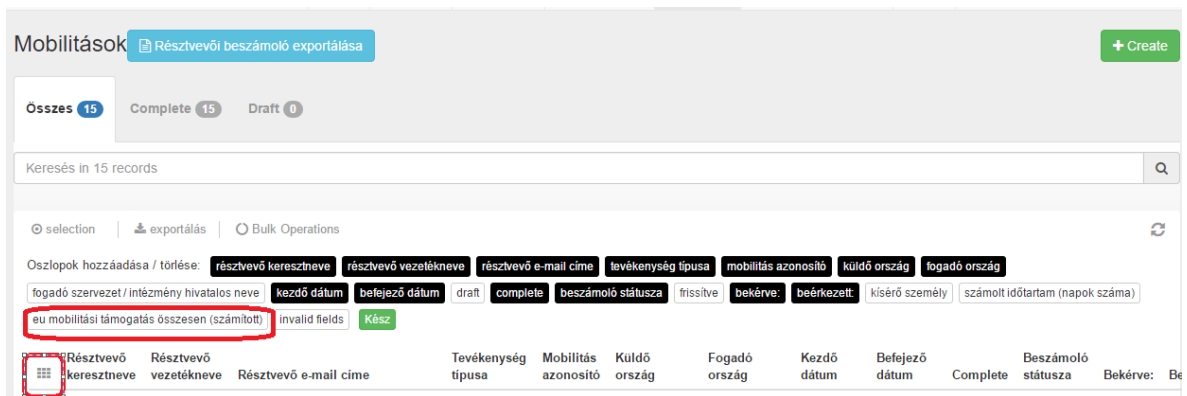 Mobilitások Résztvevői beszámoló exportálása + Create
Összes 15 Complete 15 Draft 0
Keresés in 15 records
selection exportálás Bulk Operations
Oszlopok hozzáadása / törlése: résztvevő keresztneve résztvevő vezetékneve résztvevő e-mail címe tevékenység típusa mobilitás azonosító küldő ország fogadó ország
fogadó szervezet / intézmény hivatalos neve kezdő dátum befejező dátum draft complete beszámoló státusza frissítve bekérve: beérkezett: kísérő személy számolt időtartam (napok száma)
eu mobilitási támogatás összesen (számított) invalid fields Kész
Résztvevő Résztvevő Tevékenység Mobilitás Küldő Fogadó Kezdő Befejező Beszámoló
keresztneve vezetékneve Résztvevő e-mail címe típusa azonosító ország ország dátum dátum Complete státusza Bekérve: Be